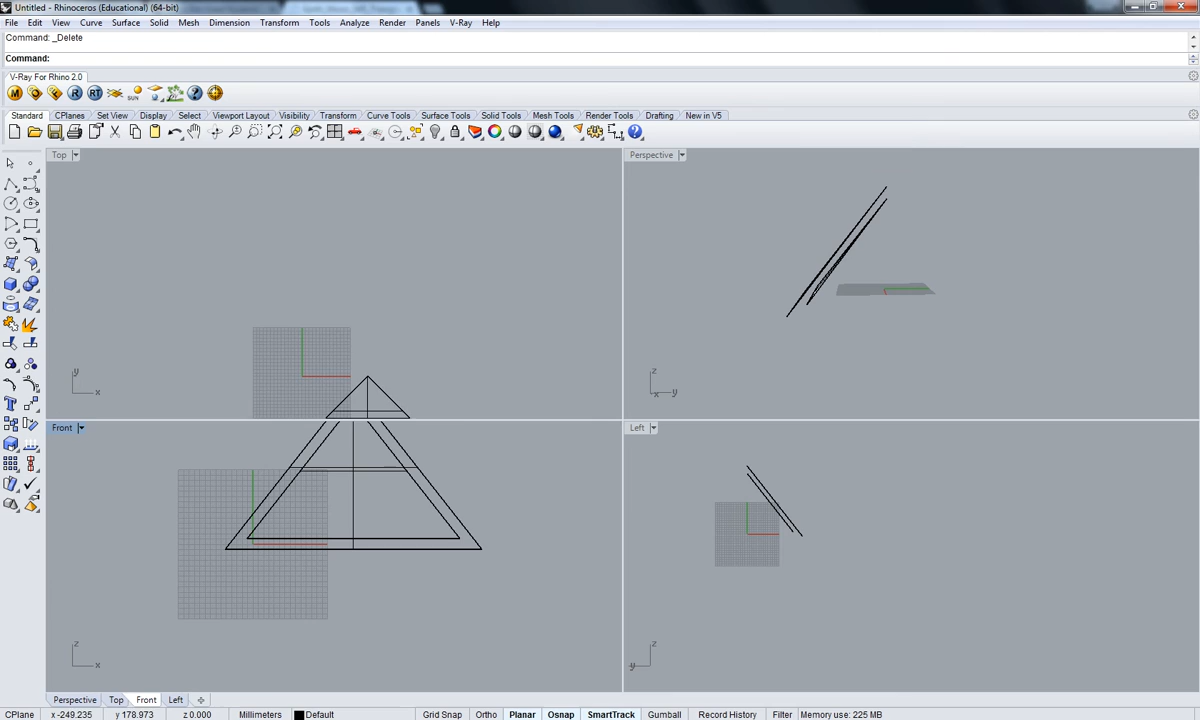 Untitled - Rhinoceros (Educational) (64-bit)
File Edit View Curve Surface Solid Mesh Dimension Transform Tools Analyze Render Panels V-Ray Help
Command: _Delete
Command:
V-Ray For Rhino 2.0
M O R RT SUN
Standard CPlanes Set View Display Select Viewport Layout Visibility Transform Curve Tools Surface Tools Solid Tools Mesh Tools Render Tools Drafting New in V5
Top
Perspective
y
x
z
x y
Front
Left
z
x
z
y
Perspective Top Front Left
CPlane x -249.235 y 178.973 z 0.000 Millimeters Default Grid Snap Ortho Planar Osnap SmartTrack Gumball Record History Filter Memory use: 225 MB